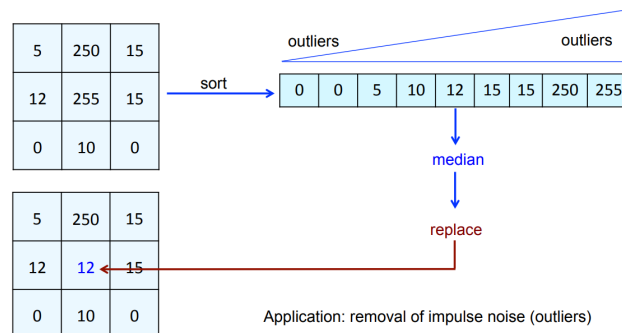 5 250 15
12 255 15
0 10 0
sort
outliers
outliers
0 0 5 10 12 15 15 250 255
median
replace
5 250 15
12 12 15
0 10 0
Application: removal of impulse noise (outliers)